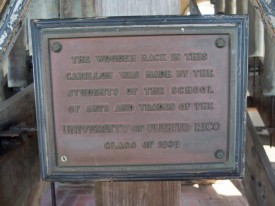 THE WOODEN RACK IN THIS
CARILLON WAS MADE BY THE
STUDENTS OF THE SCHOOL
OF ARTS AND TRADES OF THE
UNIVERSITY OF PUERTO RICO
CLASS OF